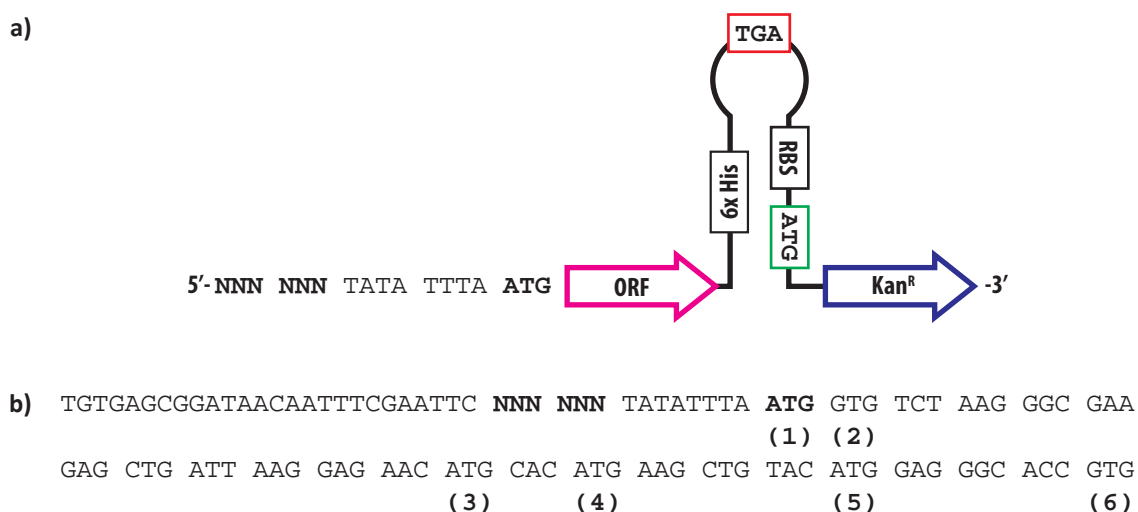 a)
TGA
6x His
RBS
ATG
5′- NNN NNN TATA TTTA ATG
ORF
Kanᴿ
-3′
b) TGTGAGCGGATAACAATTTCGAATTC NNN NNN TATATTTA ATG GTG TCT AAG GGC GAA
(1) (2)
GAG CTG ATT AAG GAG AAC ATG CAC ATG AAG CTG TAC ATG GAG GGC ACC GTG
(3) (4) (5) (6)